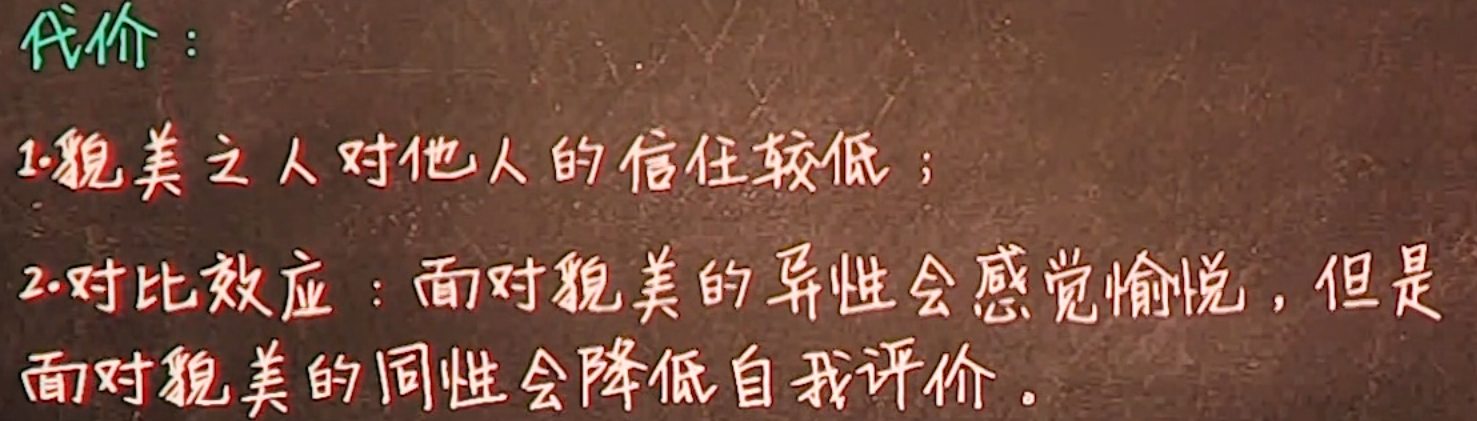 代价：
1.貌美之人对他人的信任较低；
2.对比效应：面对貌美的异性会感觉愉悦，但是
面对貌美的同性会降低自我评价。